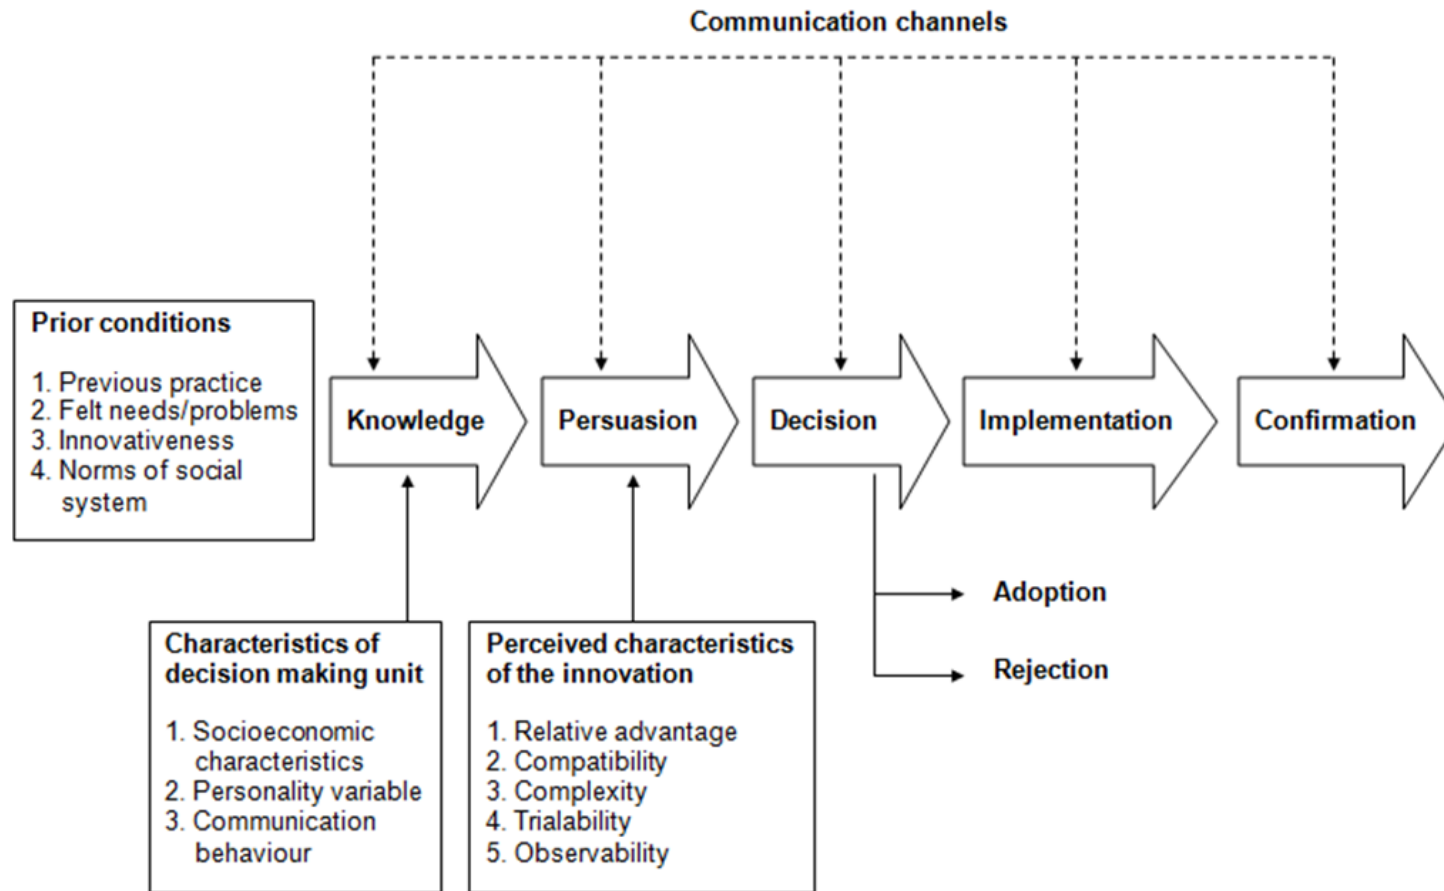 Communication channels
Prior conditions
1. Previous practice
2. Felt needs/problems
3. Innovativeness
4. Norms of social
system
Knowledge
Persuasion
Decision
Implementation
Confirmation
Adoption
Rejection
Characteristics of
decision making unit
1. Socioeconomic
characteristics
2. Personality variable
3. Communication
behaviour
Perceived characteristics
of the innovation
1. Relative advantage
2. Compatibility
3. Complexity
4. Trialability
5. Observability